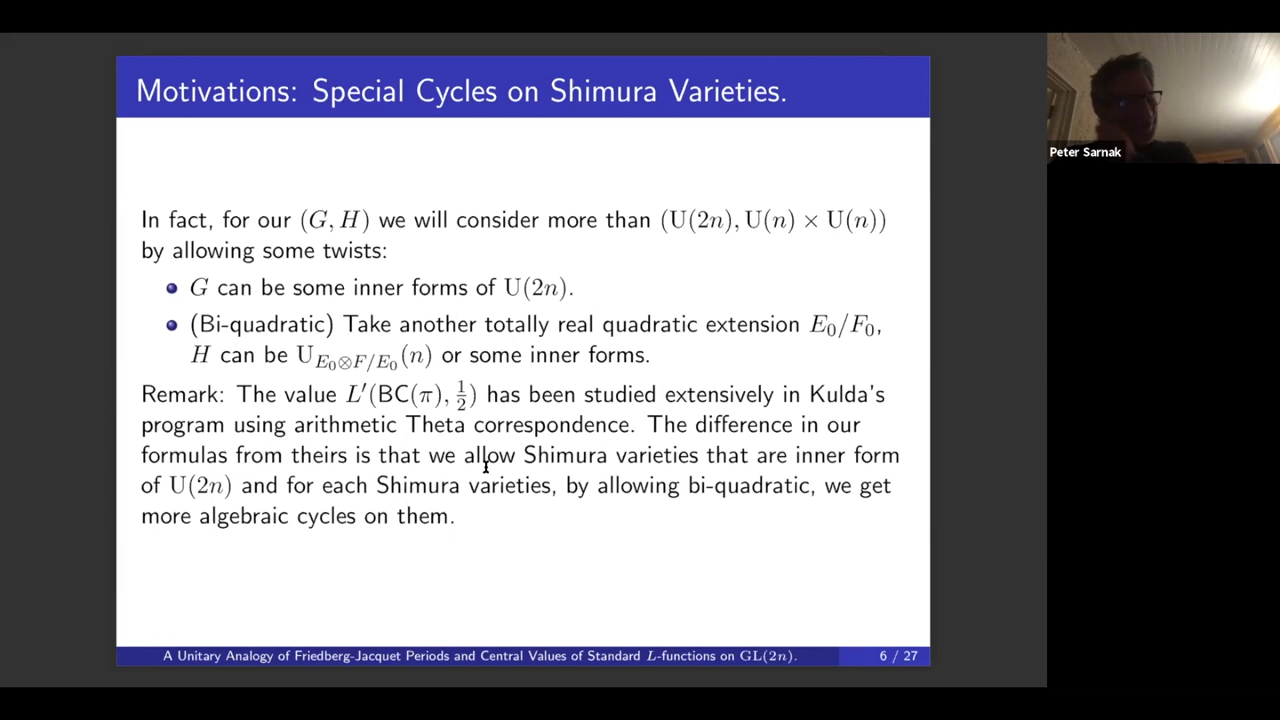 Motivations: Special Cycles on Shimura Varieties.
Peter Sarnak
In fact, for our (G, H) we will consider more than (U(2n), U(n) × U(n))
by allowing some twists:
G can be some inner forms of U(2n).
(Bi-quadratic) Take another totally real quadratic extension E₀/F₀,
H can be U_{E₀⊗F/E₀}(n) or some inner forms.
Remark: The value L′(BC(π), 1/2) has been studied extensively in Kulda's
program using arithmetic Theta correspondence. The difference in our
formulas from theirs is that we allow Shimura varieties that are inner form
of U(2n) and for each Shimura varieties, by allowing bi-quadratic, we get
more algebraic cycles on them.
A Unitary Analogy of Friedberg-Jacquet Periods and Central Values of Standard L-functions on GL(2n). 6 / 27